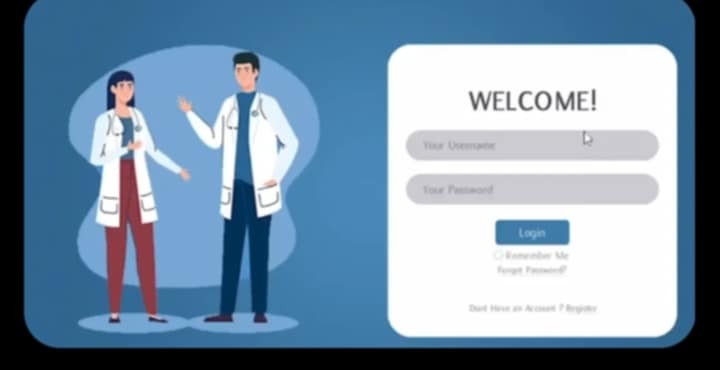 WELCOME!
Your Username
Your Password
Login
Remember Me
Forgot Password?
Dont Have an Account ? Register